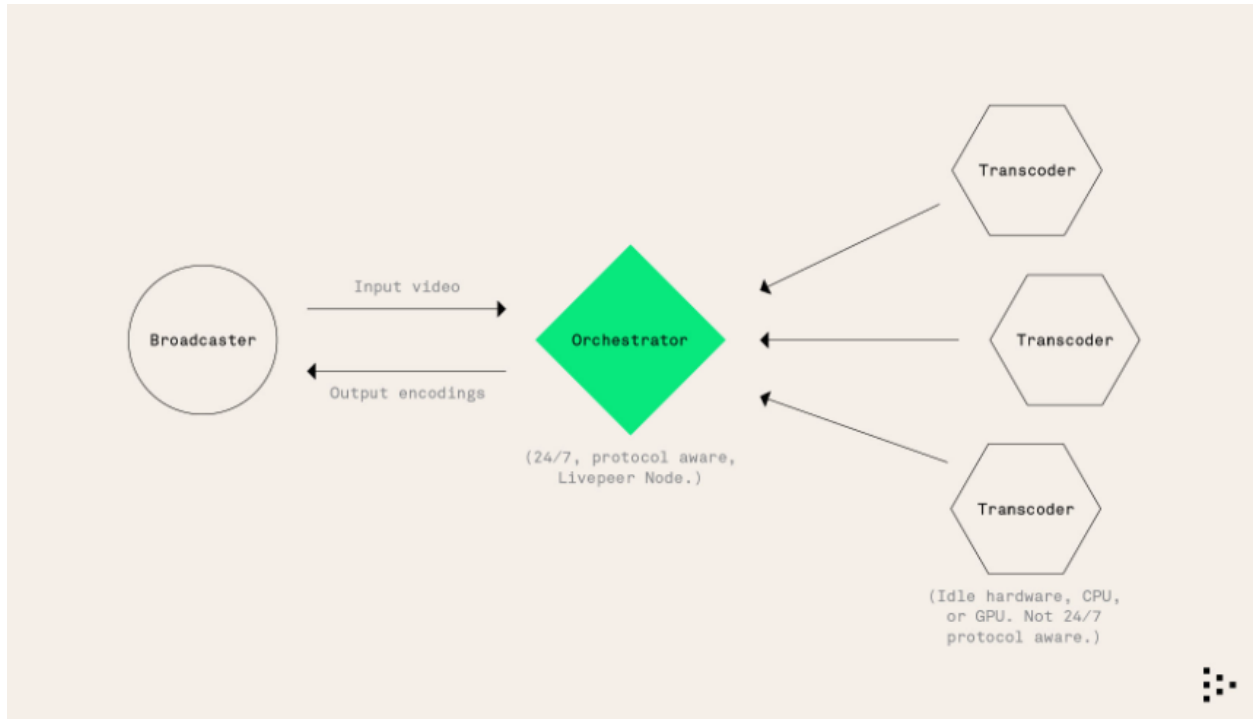 Transcoder
Input video
Broadcaster
Orchestrator
Transcoder
Output encodings
(24/7, protocol aware,
Livepeer Node.)
Transcoder
(Idle hardware, CPU,
or GPU. Not 24/7
protocol aware.)